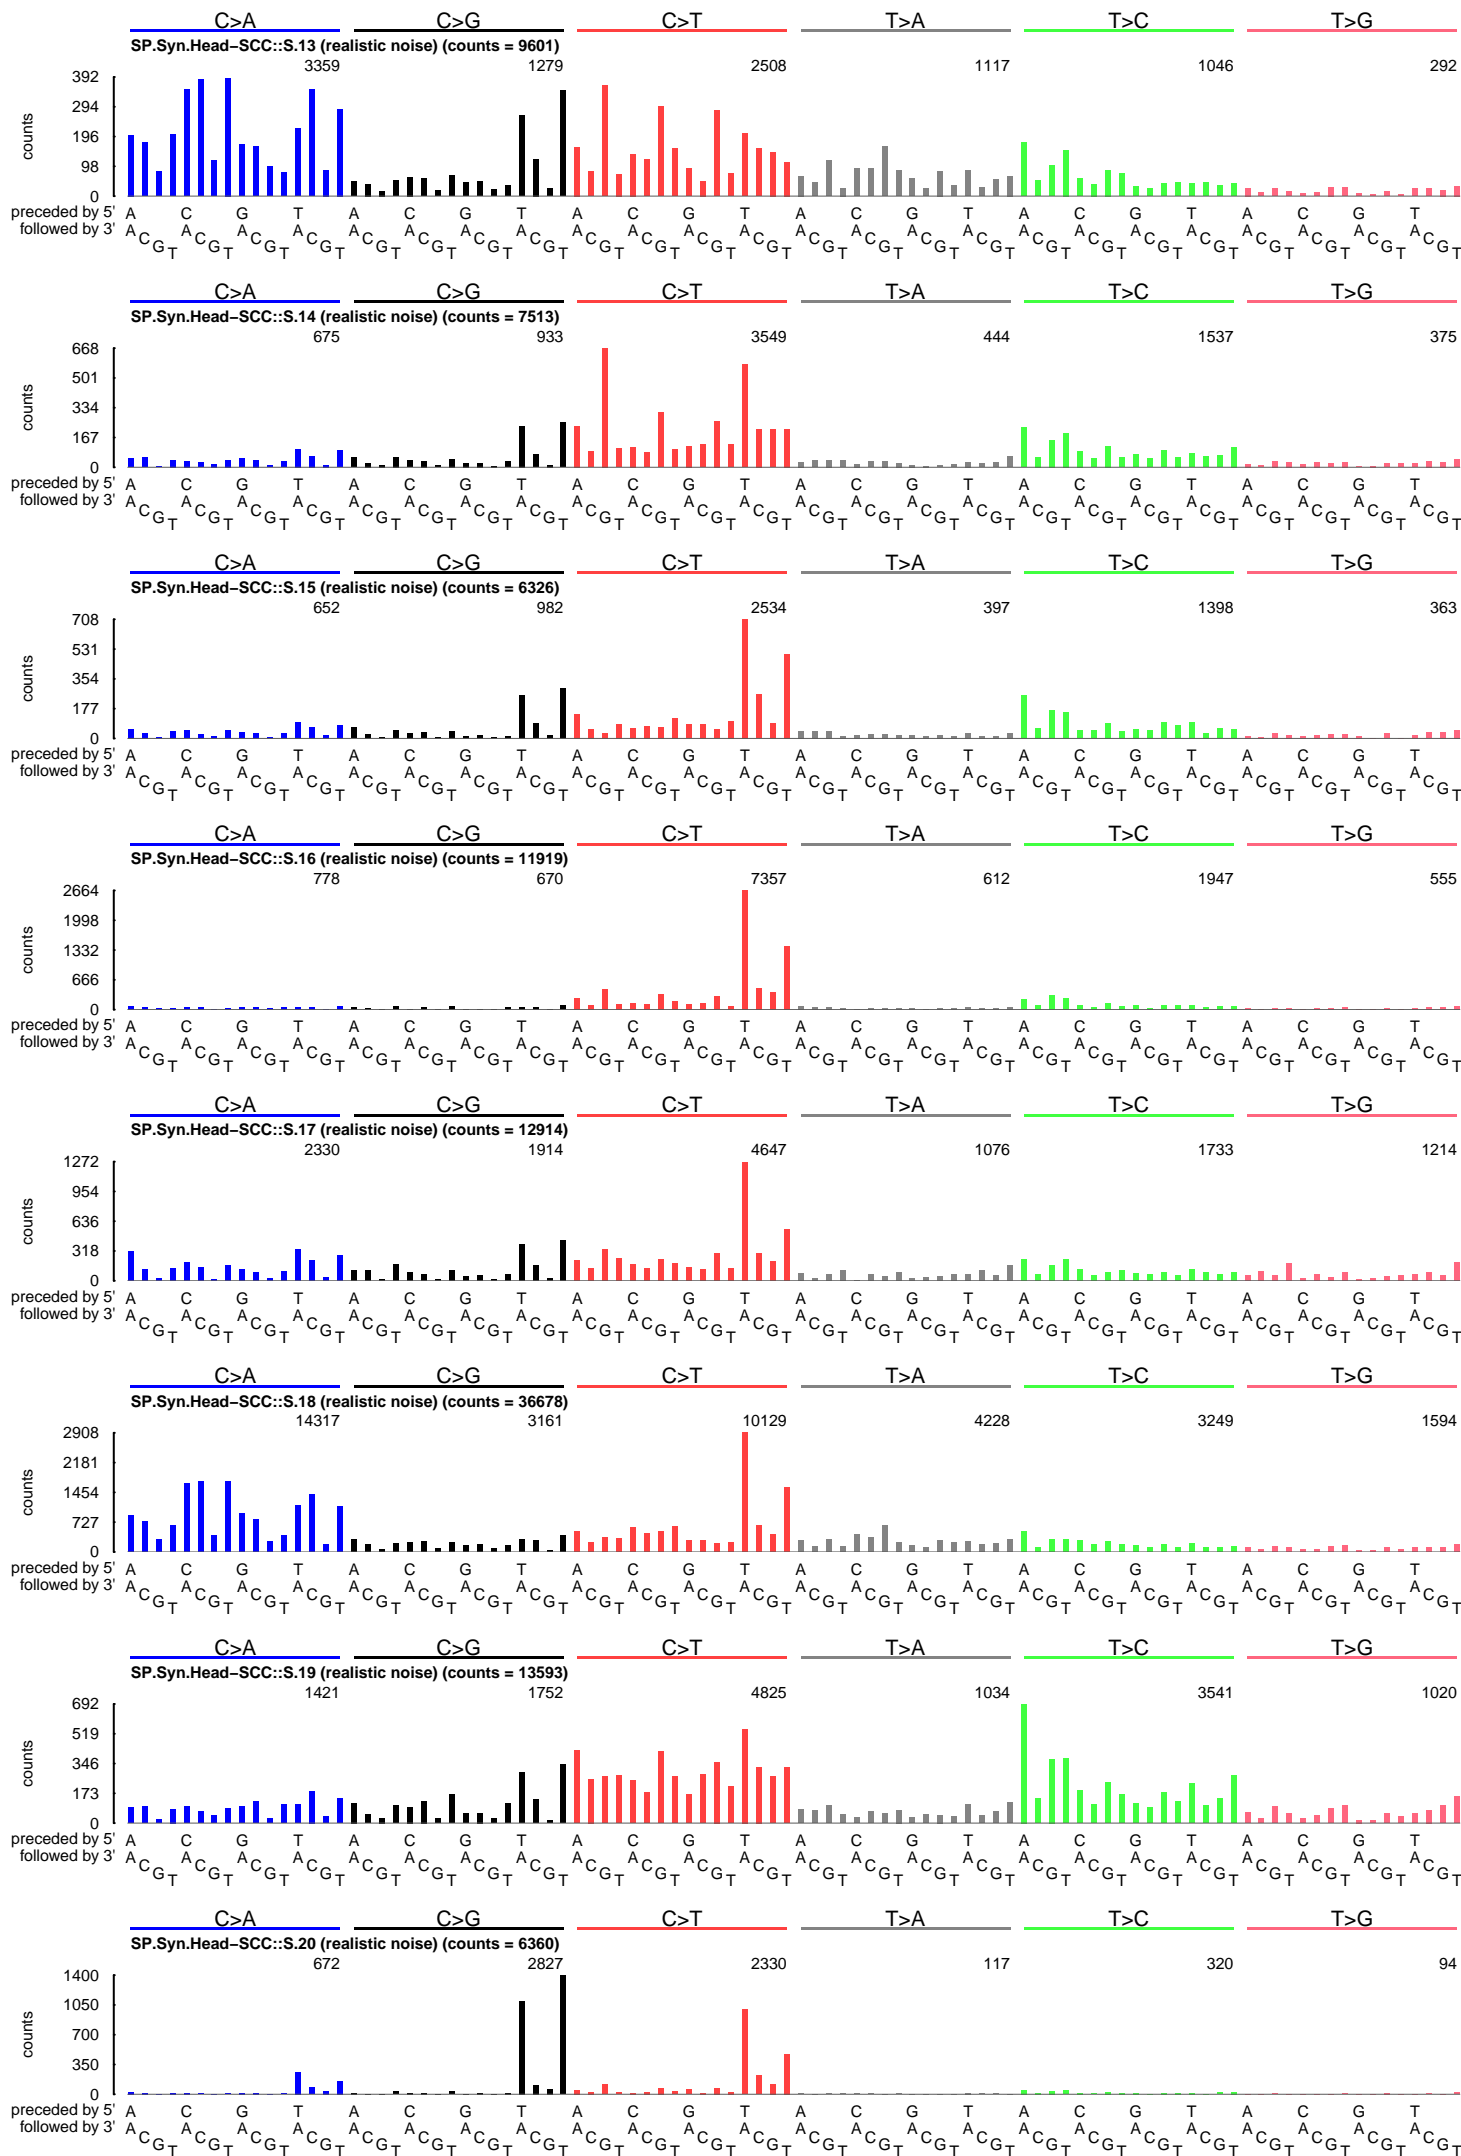 C>A C>G C>T T>A T>C T>G
SP.Syn.Head−SCC::S.13 (realistic noise) (counts = 9601)
3359 1279 2508 1117 1046 292
392
294
196
98
0
counts
preceded by 5' A C G T A C G T A C G T A C G T A C G T A C G T
followed by 3' A C G T A C G T A C G T A C G T A C G T A C G T A C G T A C G T A C G T A C G T A C G T A C G T A C G T A C G T A C G T A C G T A C G T A C G T A C G T A C G T A C G T A C G T A C G T A C G T
C>A C>G C>T T>A T>C T>G
SP.Syn.Head−SCC::S.14 (realistic noise) (counts = 7513)
675 933 3549 444 1537 375
668
501
334
167
0
counts
preceded by 5' A C G T A C G T A C G T A C G T A C G T A C G T
followed by 3' A C G T A C G T A C G T A C G T A C G T A C G T A C G T A C G T A C G T A C G T A C G T A C G T A C G T A C G T A C G T A C G T A C G T A C G T A C G T A C G T A C G T A C G T A C G T A C G T
C>A C>G C>T T>A T>C T>G
SP.Syn.Head−SCC::S.15 (realistic noise) (counts = 6326)
652 982 2534 397 1398 363
708
531
354
177
0
counts
preceded by 5' A C G T A C G T A C G T A C G T A C G T A C G T
followed by 3' A C G T A C G T A C G T A C G T A C G T A C G T A C G T A C G T A C G T A C G T A C G T A C G T A C G T A C G T A C G T A C G T A C G T A C G T A C G T A C G T A C G T A C G T A C G T A C G T
C>A C>G C>T T>A T>C T>G
SP.Syn.Head−SCC::S.16 (realistic noise) (counts = 11919)
778 670 7357 612 1947 555
2664
1998
1332
666
0
counts
preceded by 5' A C G T A C G T A C G T A C G T A C G T A C G T
followed by 3' A C G T A C G T A C G T A C G T A C G T A C G T A C G T A C G T A C G T A C G T A C G T A C G T A C G T A C G T A C G T A C G T A C G T A C G T A C G T A C G T A C G T A C G T A C G T A C G T
C>A C>G C>T T>A T>C T>G
SP.Syn.Head−SCC::S.17 (realistic noise) (counts = 12914)
2330 1914 4647 1076 1733 1214
1272
954
636
318
0
counts
preceded by 5' A C G T A C G T A C G T A C G T A C G T A C G T
followed by 3' A C G T A C G T A C G T A C G T A C G T A C G T A C G T A C G T A C G T A C G T A C G T A C G T A C G T A C G T A C G T A C G T A C G T A C G T A C G T A C G T A C G T A C G T A C G T A C G T
C>A C>G C>T T>A T>C T>G
SP.Syn.Head−SCC::S.18 (realistic noise) (counts = 36678)
14317 3161 10129 4228 3249 1594
2908
2181
1454
727
0
counts
preceded by 5' A C G T A C G T A C G T A C G T A C G T A C G T
followed by 3' A C G T A C G T A C G T A C G T A C G T A C G T A C G T A C G T A C G T A C G T A C G T A C G T A C G T A C G T A C G T A C G T A C G T A C G T A C G T A C G T A C G T A C G T A C G T A C G T
C>A C>G C>T T>A T>C T>G
SP.Syn.Head−SCC::S.19 (realistic noise) (counts = 13593)
1421 1752 4825 1034 3541 1020
692
519
346
173
0
counts
preceded by 5' A C G T A C G T A C G T A C G T A C G T A C G T
followed by 3' A C G T A C G T A C G T A C G T A C G T A C G T A C G T A C G T A C G T A C G T A C G T A C G T A C G T A C G T A C G T A C G T A C G T A C G T A C G T A C G T A C G T A C G T A C G T A C G T
C>A C>G C>T T>A T>C T>G
SP.Syn.Head−SCC::S.20 (realistic noise) (counts = 6360)
672 2827 2330 117 320 94
1400
1050
700
350
0
counts
preceded by 5' A C G T A C G T A C G T A C G T A C G T A C G T
followed by 3' A C G T A C G T A C G T A C G T A C G T A C G T A C G T A C G T A C G T A C G T A C G T A C G T A C G T A C G T A C G T A C G T A C G T A C G T A C G T A C G T A C G T A C G T A C G T A C G T